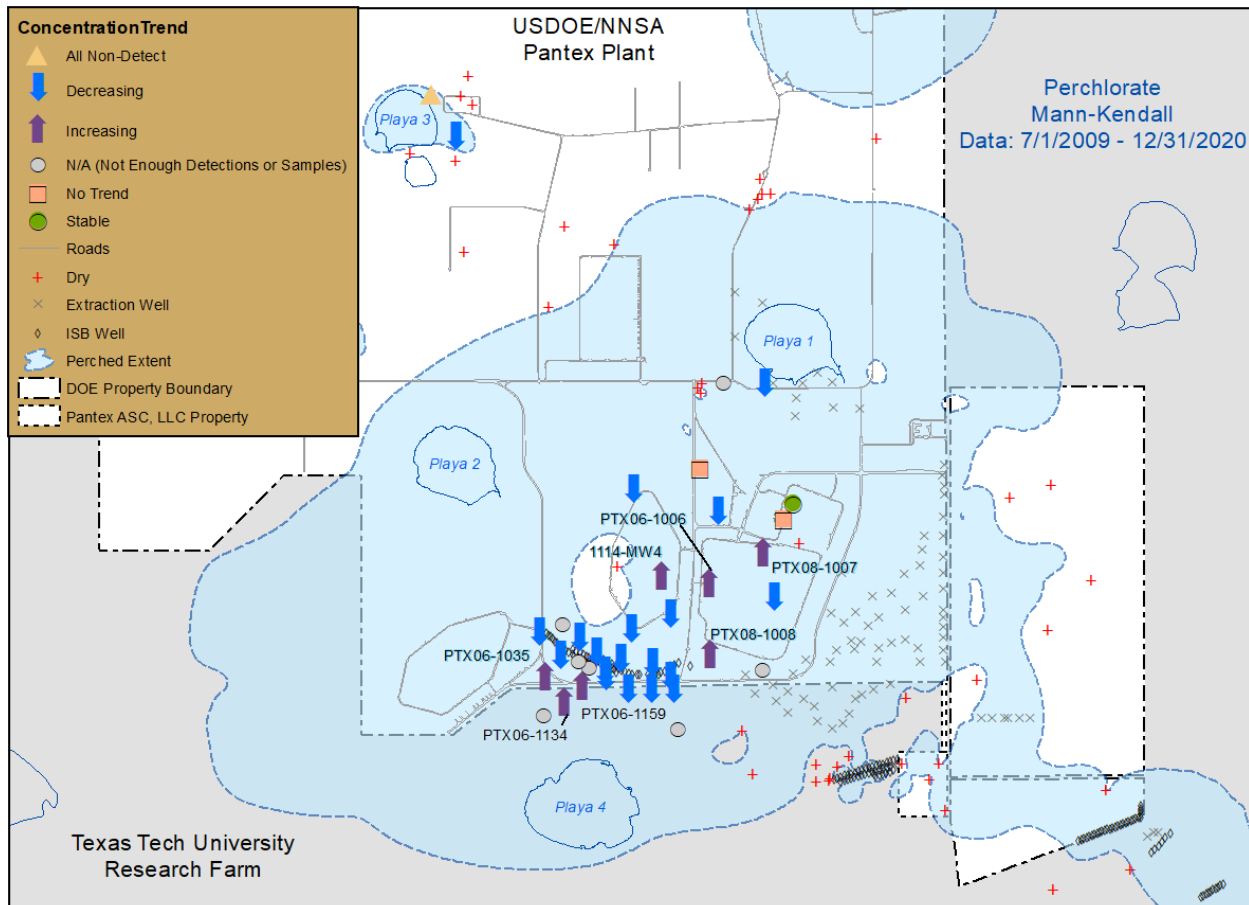 ConcentrationTrend
All Non-Detect
Decreasing
Increasing
N/A (Not Enough Detections or Samples)
No Trend
Stable
Roads
Dry
Extraction Well
ISB Well
Perched Extent
DOE Property Boundary
Pantex ASC, LLC Property
USDOE/NNSA
Pantex Plant
Perchlorate
Mann-Kendall
Data: 7/1/2009 - 12/31/2020
Playa 3
Playa 1
Playa 2
PTX06-1006
1114-MW4
PTX08-1007
PTX08-1008
PTX06-1035
PTX06-1159
PTX06-1134
Playa 4
Texas Tech University
Research Farm